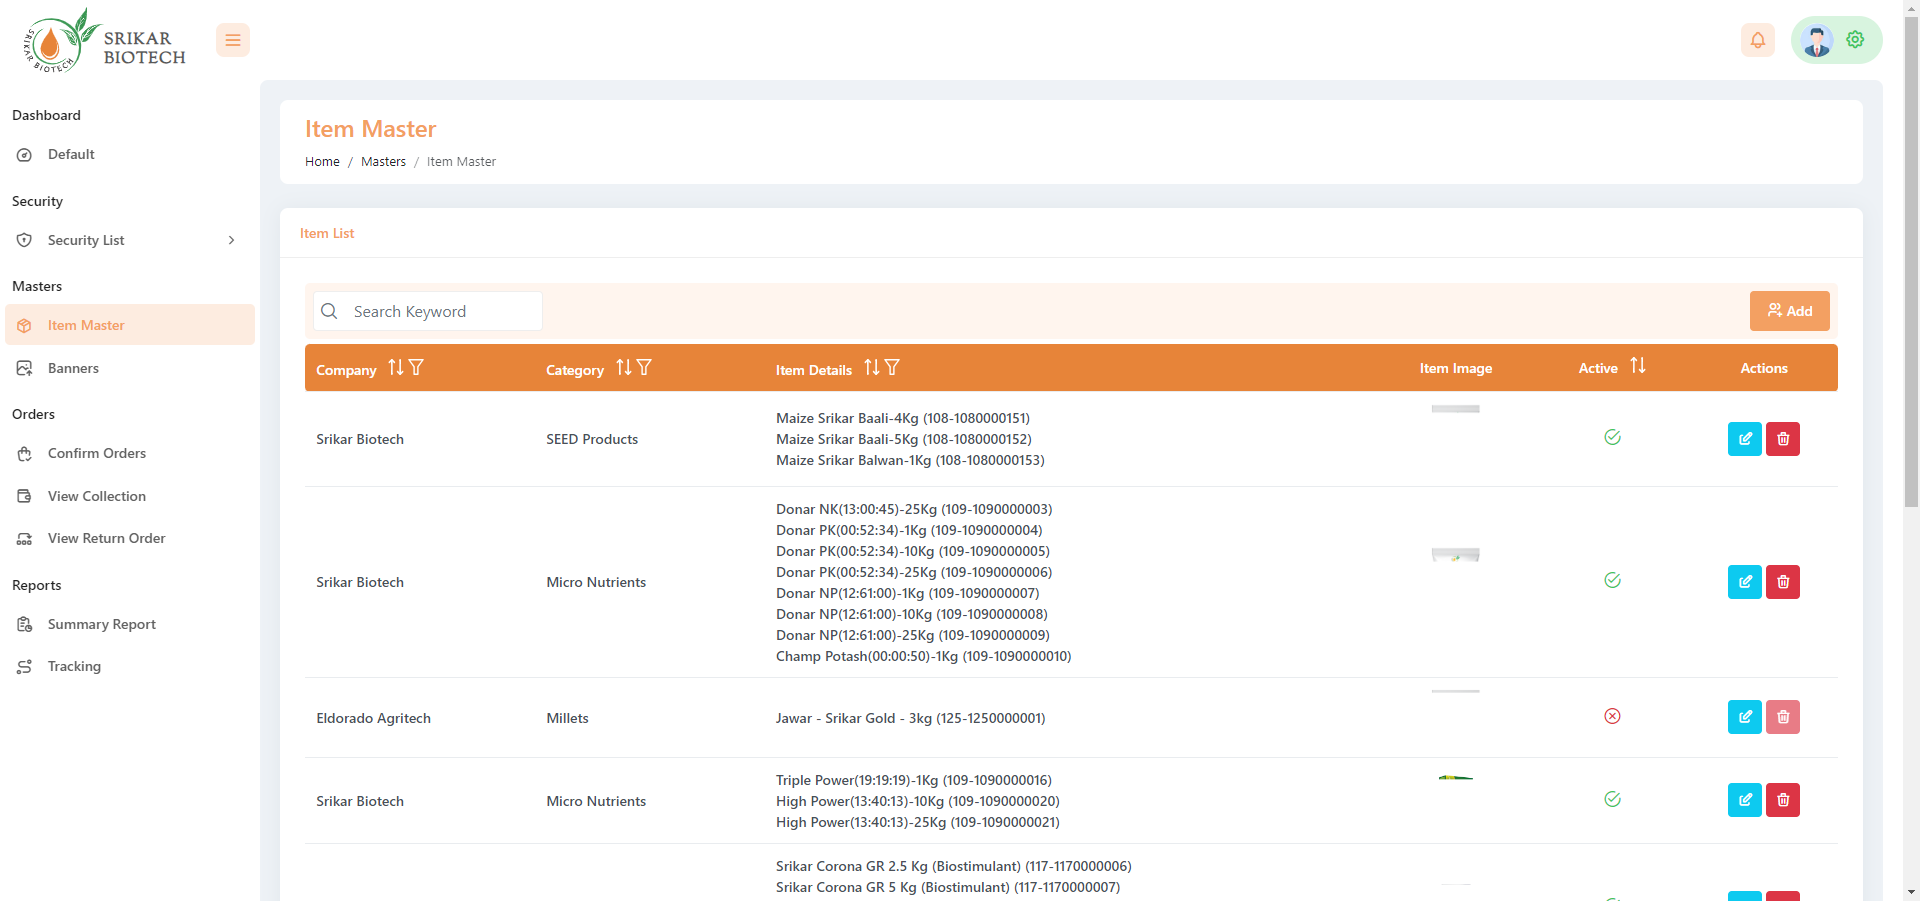 SRIKAR BIOTECH
SRIKAR
BIOTECH
Dashboard
Default
Security
Security List
Masters
Item Master
Banners
Orders
Confirm Orders
View Collection
View Return Order
Reports
Summary Report
Tracking
Item Master
Home / Masters / Item Master
Item List
Search Keyword
Add
Company Category Item Details Item Image Active Actions
Maize Srikar Baali-4Kg (108-1080000151)
Srikar Biotech SEED Products Maize Srikar Baali-5Kg (108-1080000152)
Maize Srikar Balwan-1Kg (108-1080000153)
Donar NK(13:00:45)-25Kg (109-1090000003)
Donar PK(00:52:34)-1Kg (109-1090000004)
Donar PK(00:52:34)-10Kg (109-1090000005)
Donar PK(00:52:34)-25Kg (109-1090000006)
Srikar Biotech Micro Nutrients
Donar NP(12:61:00)-1Kg (109-1090000007)
Donar NP(12:61:00)-10Kg (109-1090000008)
Donar NP(12:61:00)-25Kg (109-1090000009)
Champ Potash(00:00:50)-1Kg (109-1090000010)
Eldorado Agritech Millets Jawar - Srikar Gold - 3kg (125-1250000001)
Triple Power(19:19:19)-1Kg (109-1090000016)
Srikar Biotech Micro Nutrients High Power(13:40:13)-10Kg (109-1090000020)
High Power(13:40:13)-25Kg (109-1090000021)
Srikar Corona GR 2.5 Kg (Biostimulant) (117-1170000006)
Srikar Corona GR 5 Kg (Biostimulant) (117-1170000007)